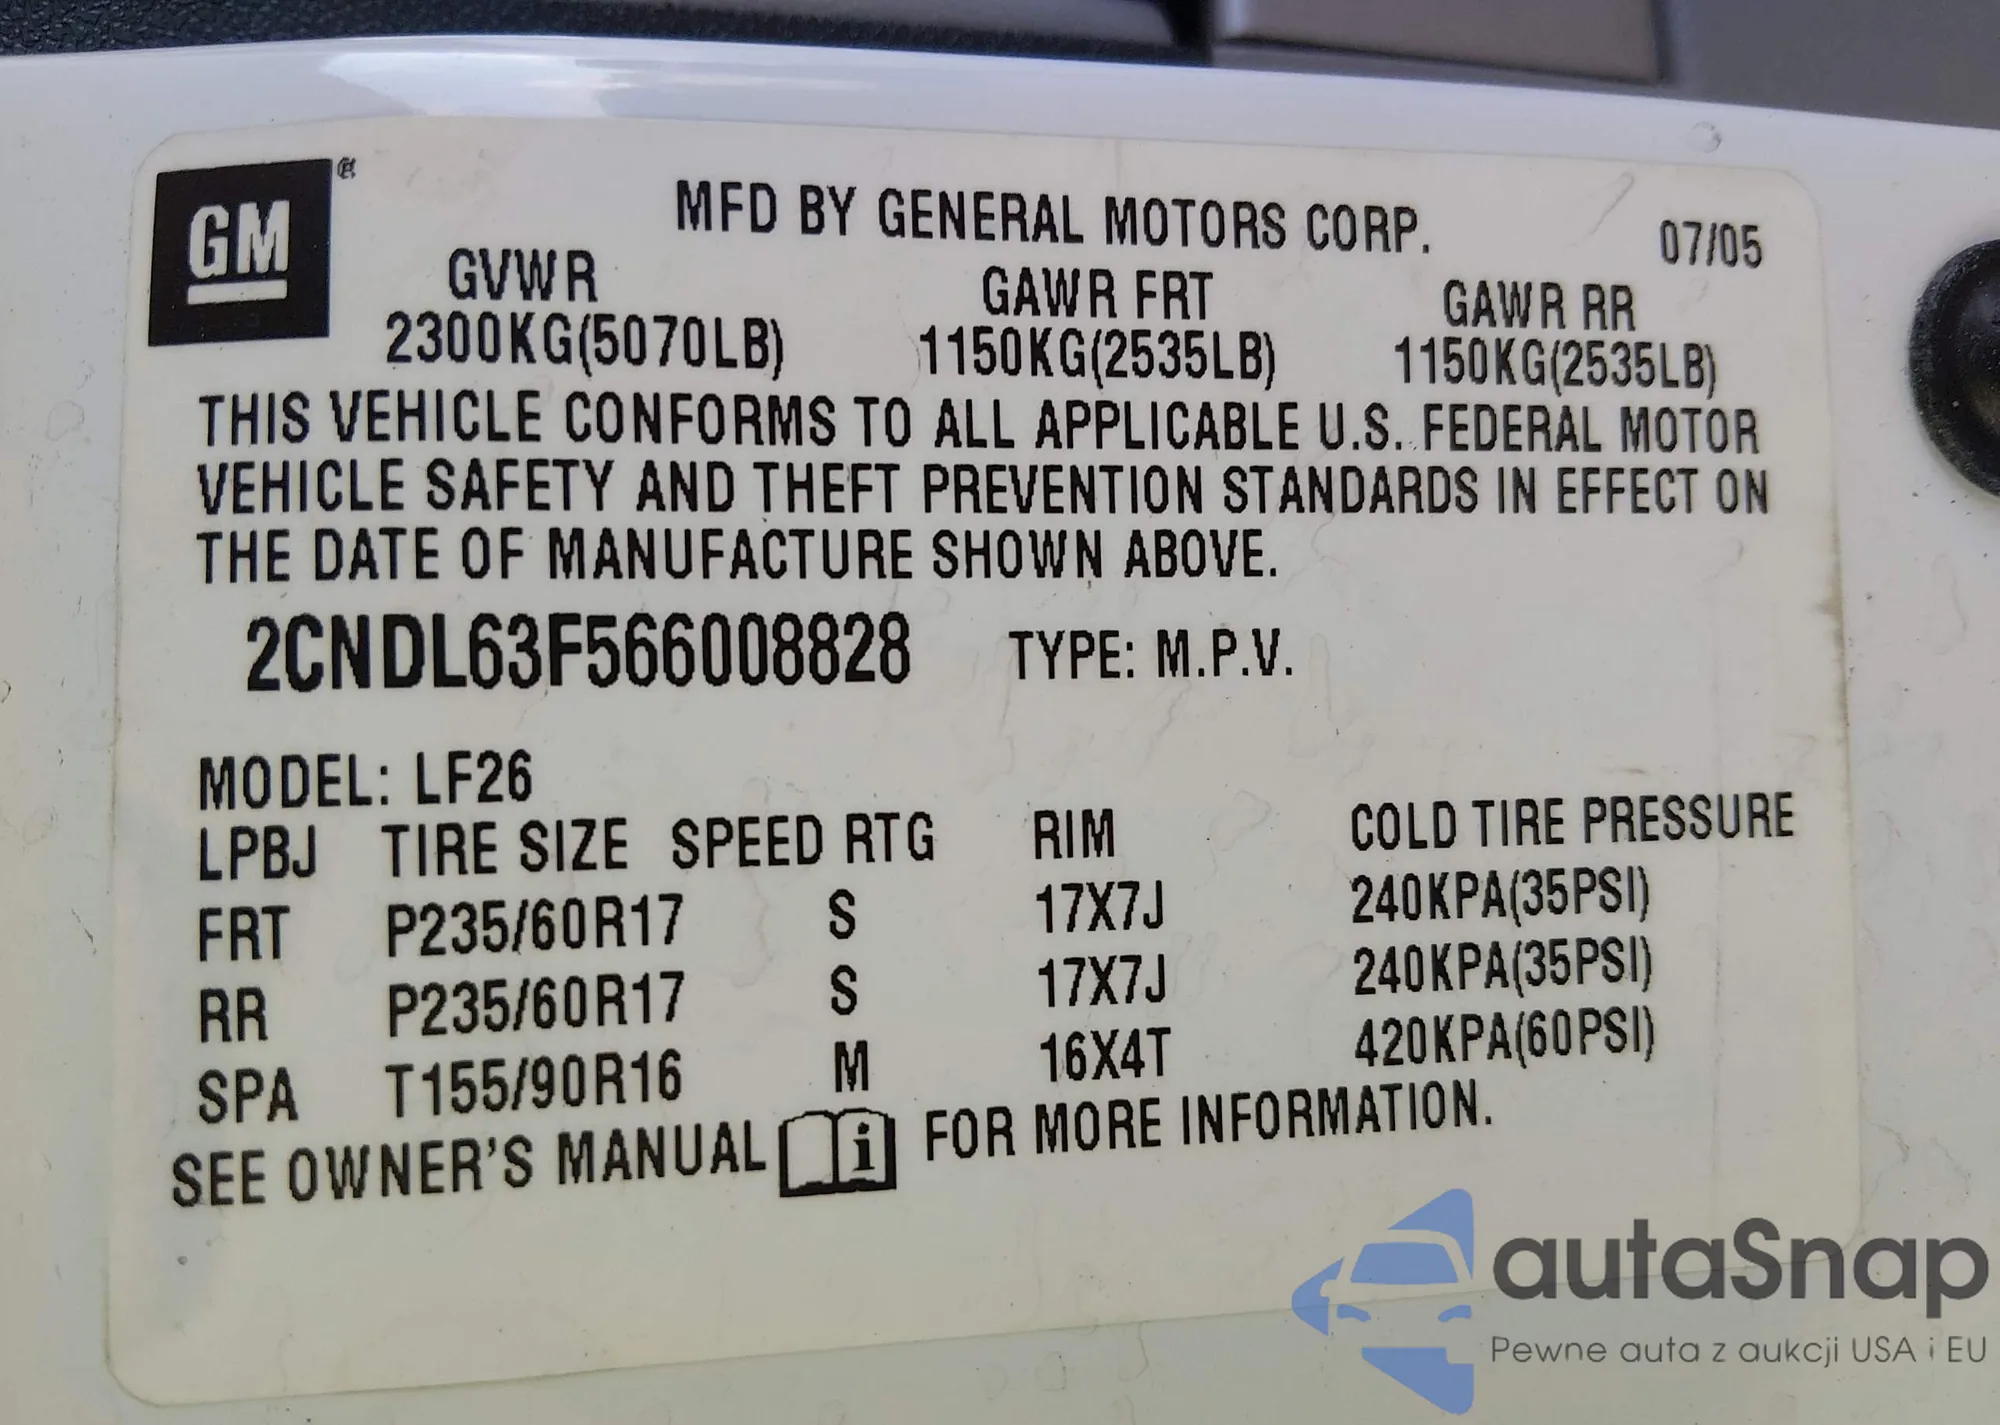 GM ®
MFD BY GENERAL MOTORS CORP. 07/05
GVWR GAWR FRT GAWR RR
2300KG(5070LB) 1150KG(2535LB) 1150KG(2535LB)
THIS VEHICLE CONFORMS TO ALL APPLICABLE U.S. FEDERAL MOTOR
VEHICLE SAFETY AND THEFT PREVENTION STANDARDS IN EFFECT ON
THE DATE OF MANUFACTURE SHOWN ABOVE.
2CNDL63F566008828 TYPE: M.P.V.
MODEL: LF26
LPBJ TIRE SIZE SPEED RTG RIM COLD TIRE PRESSURE
FRT P235/60R17 S 17X7J 240KPA(35PSI)
RR P235/60R17 S 17X7J 240KPA(35PSI)
SPA T155/90R16 M 16X4T 420KPA(60PSI)
SEE OWNER'S MANUAL i FOR MORE INFORMATION.
autaSnap
Pewne auta z aukcji USA i EU